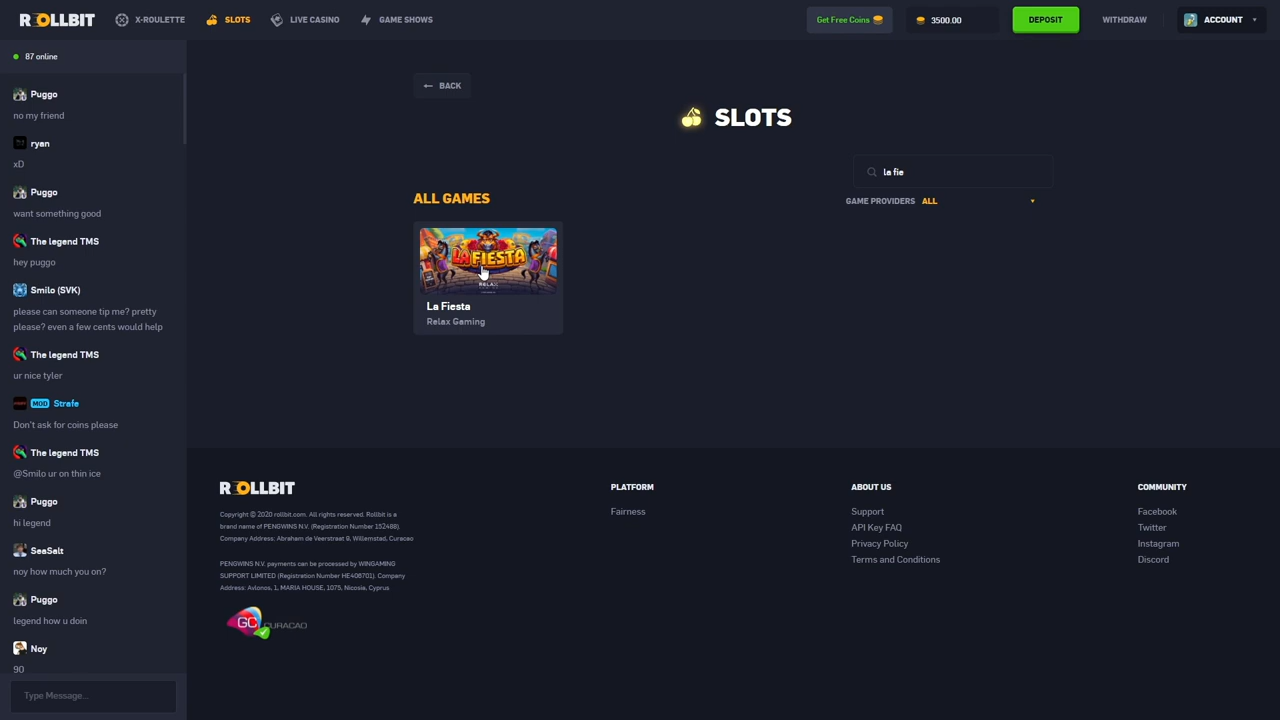 ROLLBIT
X-ROULETTE
SLOTS
LIVE CASINO
GAME SHOWS
Get Free Coins
3500.00
DEPOSIT
WITHDRAW
ACCOUNT
87 online
Puggo
no my friend
ryan
xD
Puggo
want something good
The legend TMS
hey puggo
Smilo (SVK)
please can someone tip me? pretty
please? even a few cents would help
The legend TMS
ur nice tyler
MOD Strafe
Don't ask for coins please
The legend TMS
@Smilo ur on thin ice
Puggo
hi legend
SeaSalt
noy how much you on?
Puggo
legend how u doin
Noy
90
Type Message...
← BACK
SLOTS
la fie
ALL GAMES
GAME PROVIDERS ALL
LA FIESTA
RELAX
La Fiesta
Relax Gaming
ROLLBIT
Copyright © 2020 rollbit.com. All rights reserved. Rollbit is a
brand name of PENGWINS N.V. (Registration Number 152488).
Company Address: Abraham de Veerstraat 9, Willemstad, Curacao
PENGWINS N.V. payments can be processed by WINGAMING
SUPPORT LIMITED (Registration Number HE406701). Company
Address: Avlonos, 1, MARIA HOUSE, 1075, Nicosia, Cyprus
GC CURACAO
PLATFORM
Fairness
ABOUT US
Support
API Key FAQ
Privacy Policy
Terms and Conditions
COMMUNITY
Facebook
Twitter
Instagram
Discord